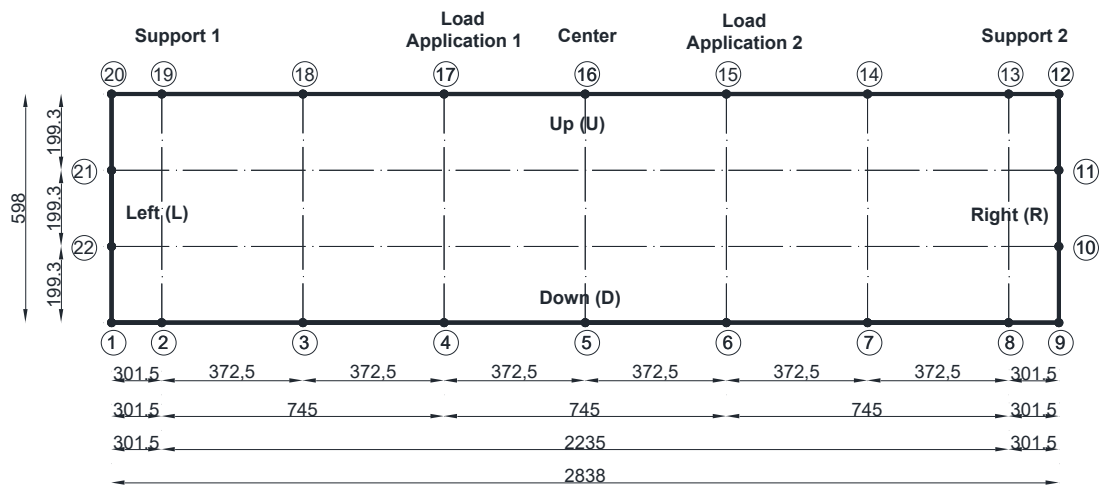 Support 1
Load
Application 1
Center
Load
Application 2
Support 2
20 19 18 17 16 15 14 13 12
Up (U)
199.3
21 11
598
199.3
Left (L) Right (R)
22 10
199.3
Down (D)
1 2 3 4 5 6 7 8 9
301.5 372,5 372,5 372,5 372,5 372,5 372,5 301.5
301.5 745 745 745 301.5
301.5 2235 301.5
2838